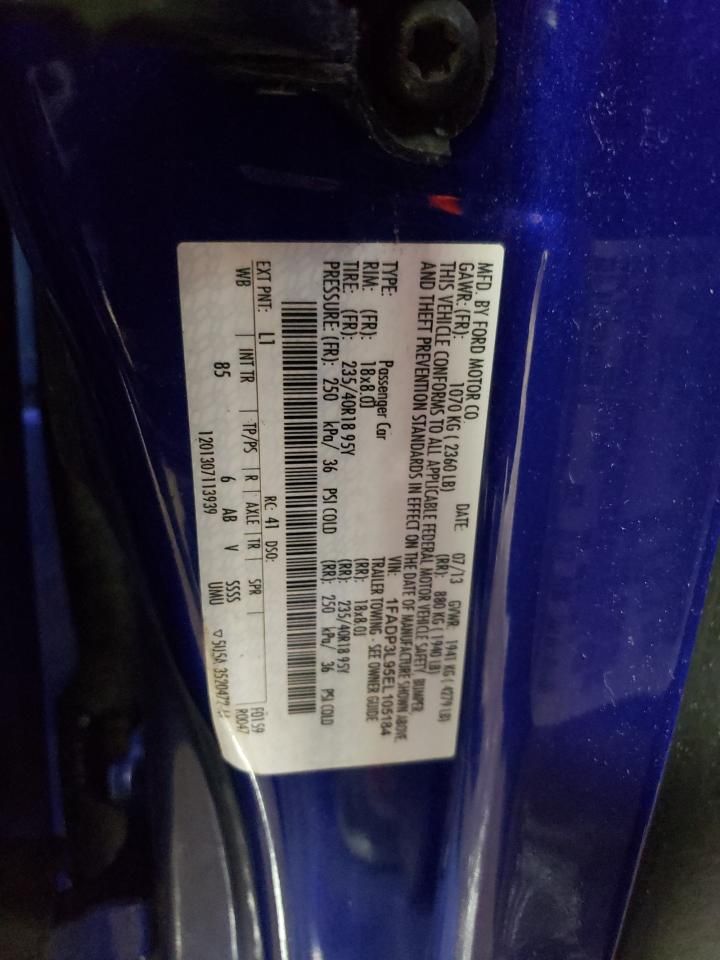 MFD. BY FORD MOTOR CO.
DATE: 07/13 GVWR: 1941 KG ( 4279 LB)
GAWR: (FR): 1070 KG ( 2360 LB) (RR): 880 KG ( 1940 LB)
THIS VEHICLE CONFORMS TO ALL APPLICABLE FEDERAL MOTOR VEHICLE SAFETY, BUMPER
AND THEFT PREVENTION STANDARDS IN EFFECT ON THE DATE OF MANUFACTURE SHOWN ABOVE.
VIN: 1FADP3L95EL105184
TYPE: Passenger Car TRAILER TOWING - SEE OWNER GUIDE
RIM: (FR): 18x8.0J (RR): 18x8.0J
TIRE: (FR): 235/40R18 95Y (RR): 235/40R18 95Y
PRESSURE: (FR): 250 kPa/ 36 PSI COLD (RR): 250 kPa/ 36 PSI COLD
EXT PNT: L1 RC: 41 DSO: F0159
WB INT TR TP/PS R AXLE TR SPR R0047
85 6 AB V SSSS
1201307113939 UMU ▽5U5A 3520472